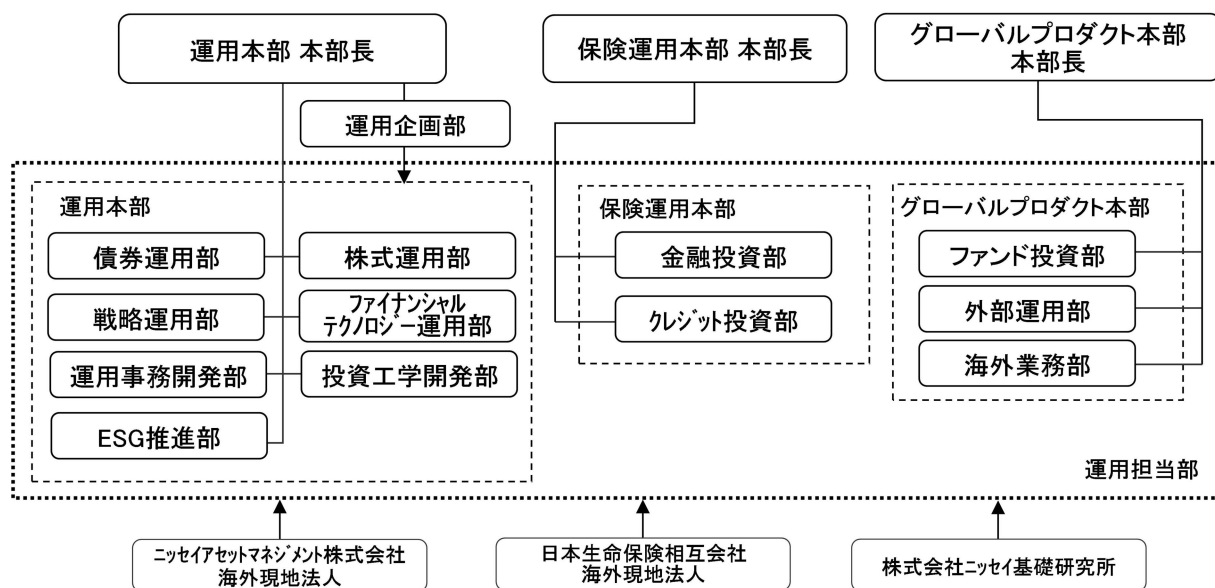 運用本部 本部長
保険運用本部 本部長
グローバルプロダクト本部
本部長
運用企画部
運用本部
債券運用部
株式運用部
戦略運用部
ファイナンシャル
テクノロジー運用部
運用事務開発部
投資工学開発部
ESG推進部
保険運用本部
金融投資部
クレジット投資部
グローバルプロダクト本部
ファンド投資部
外部運用部
海外業務部
運用担当部
ニッセイアセットマネジメント株式会社
海外現地法人
日本生命保険相互会社
海外現地法人
株式会社ニッセイ基礎研究所